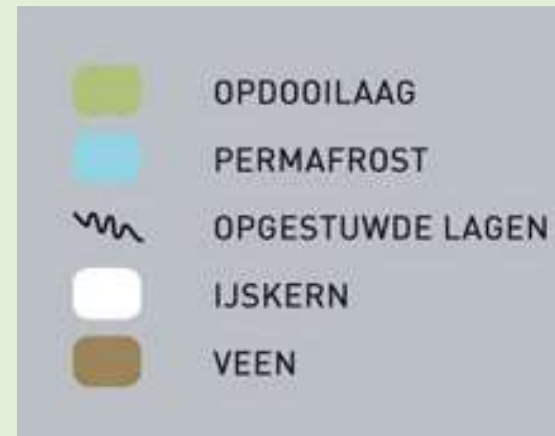 OPDOOILAAG
PERMAFROST
OPGESTUWDE LAGEN
IJSKERN
VEEN